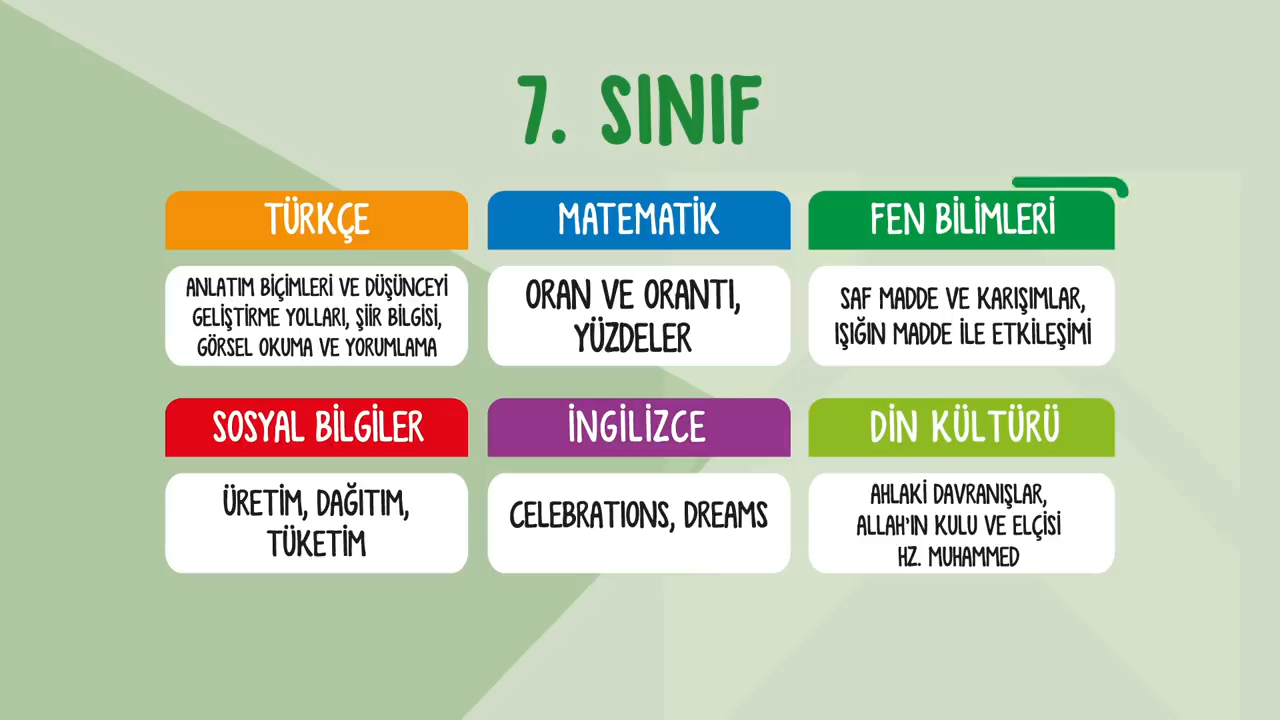 7. SINIF
TÜRKÇE
ANLATIM BİÇİMLERİ VE DÜŞÜNCEYİ
GELİŞTİRME YOLLARI, ŞİİR BİLGİSİ,
GÖRSEL OKUMA VE YORUMLAMA
MATEMATİK
ORAN VE ORANTI,
YÜZDELER
FEN BİLİMLERİ
SAF MADDE VE KARIŞIMLAR,
IŞIĞIN MADDE İLE ETKİLEŞİMİ
SOSYAL BİLGİLER
ÜRETİM, DAĞITIM,
TÜKETİM
İNGİLİZCE
CELEBRATIONS, DREAMS
DİN KÜLTÜRÜ
AHLAKİ DAVRANIŞLAR,
ALLAH'IN KULU VE ELÇİSİ
HZ. MUHAMMED